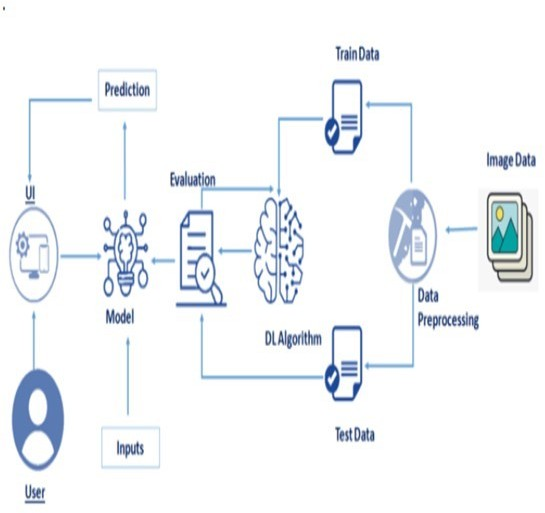 Train Data
Prediction
Image Data
Evaluation
UI
Data
Preprocessing
Model
DL Algorithm
Inputs
Test Data
User